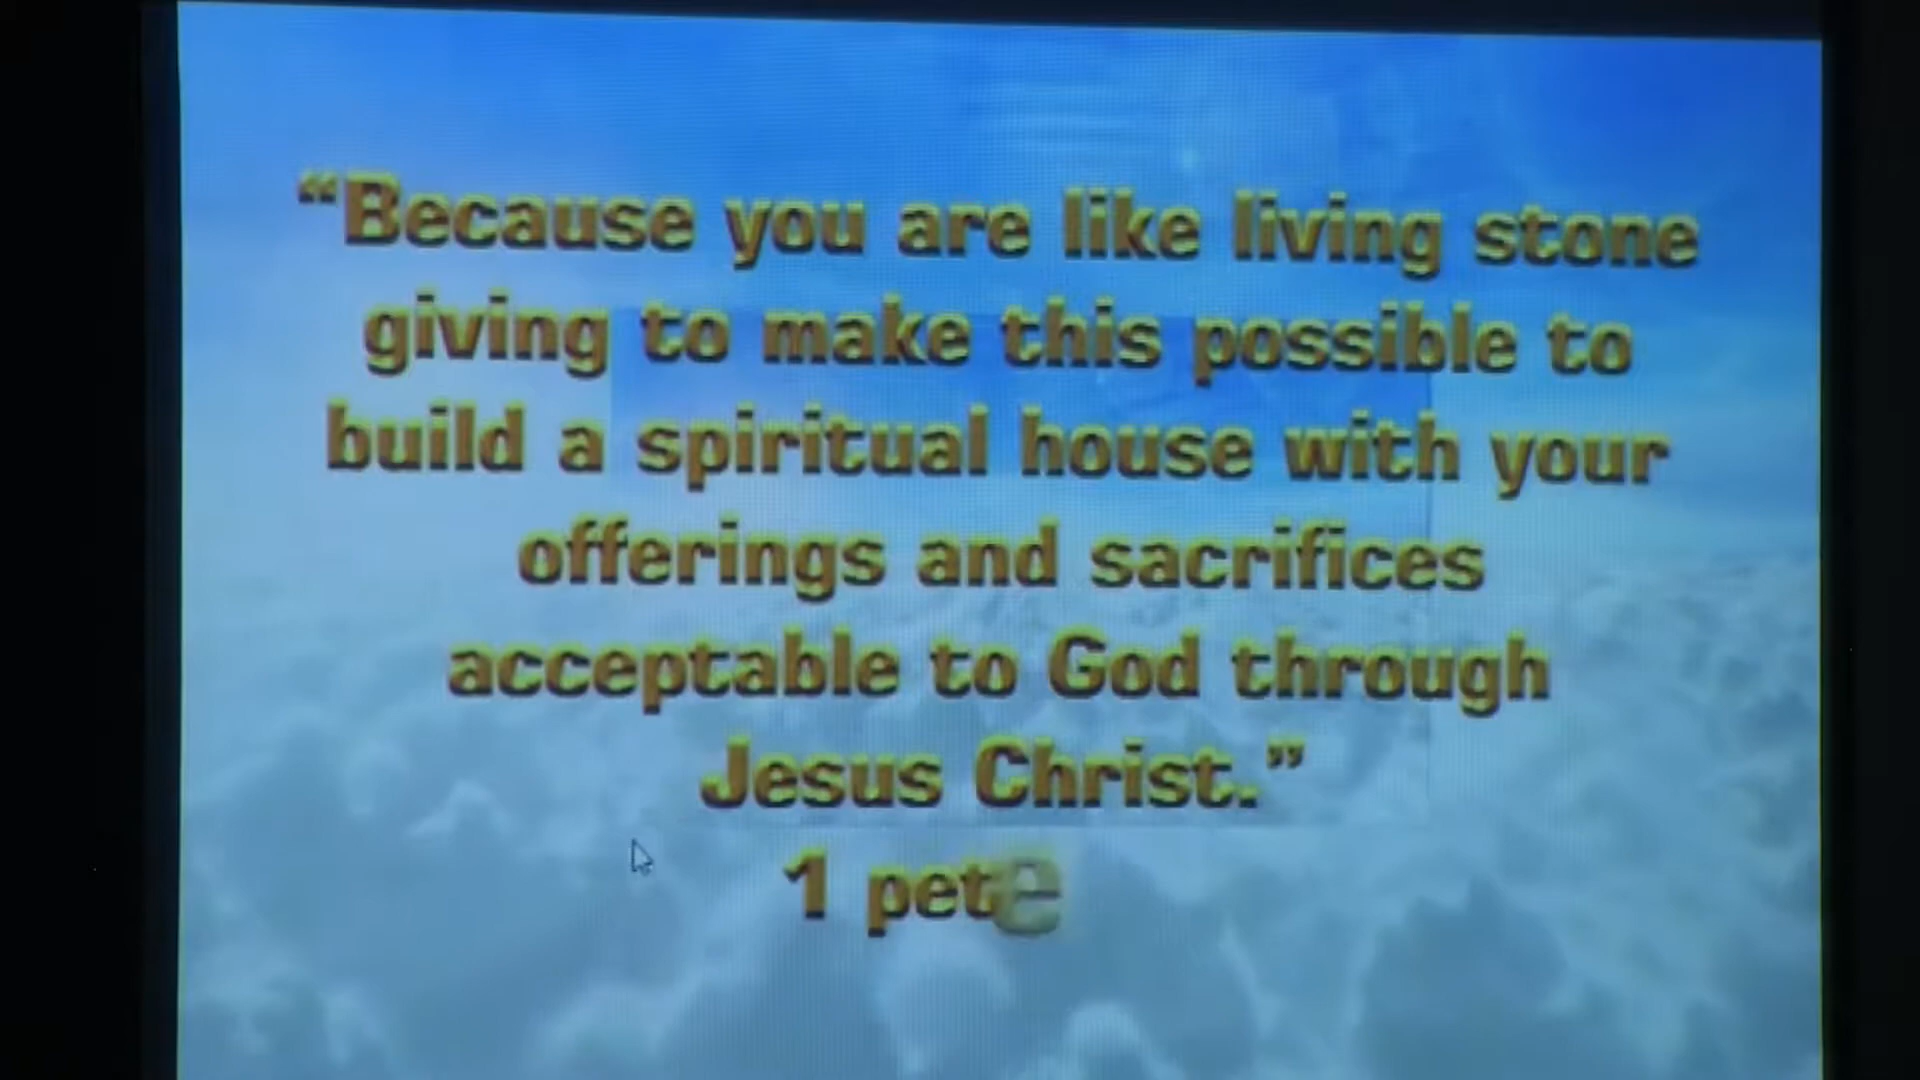 “Because you are like living stone
giving to make this possible to
build a spiritual house with your
offerings and sacrifices
acceptable to God through
Jesus Christ.”
1 pete